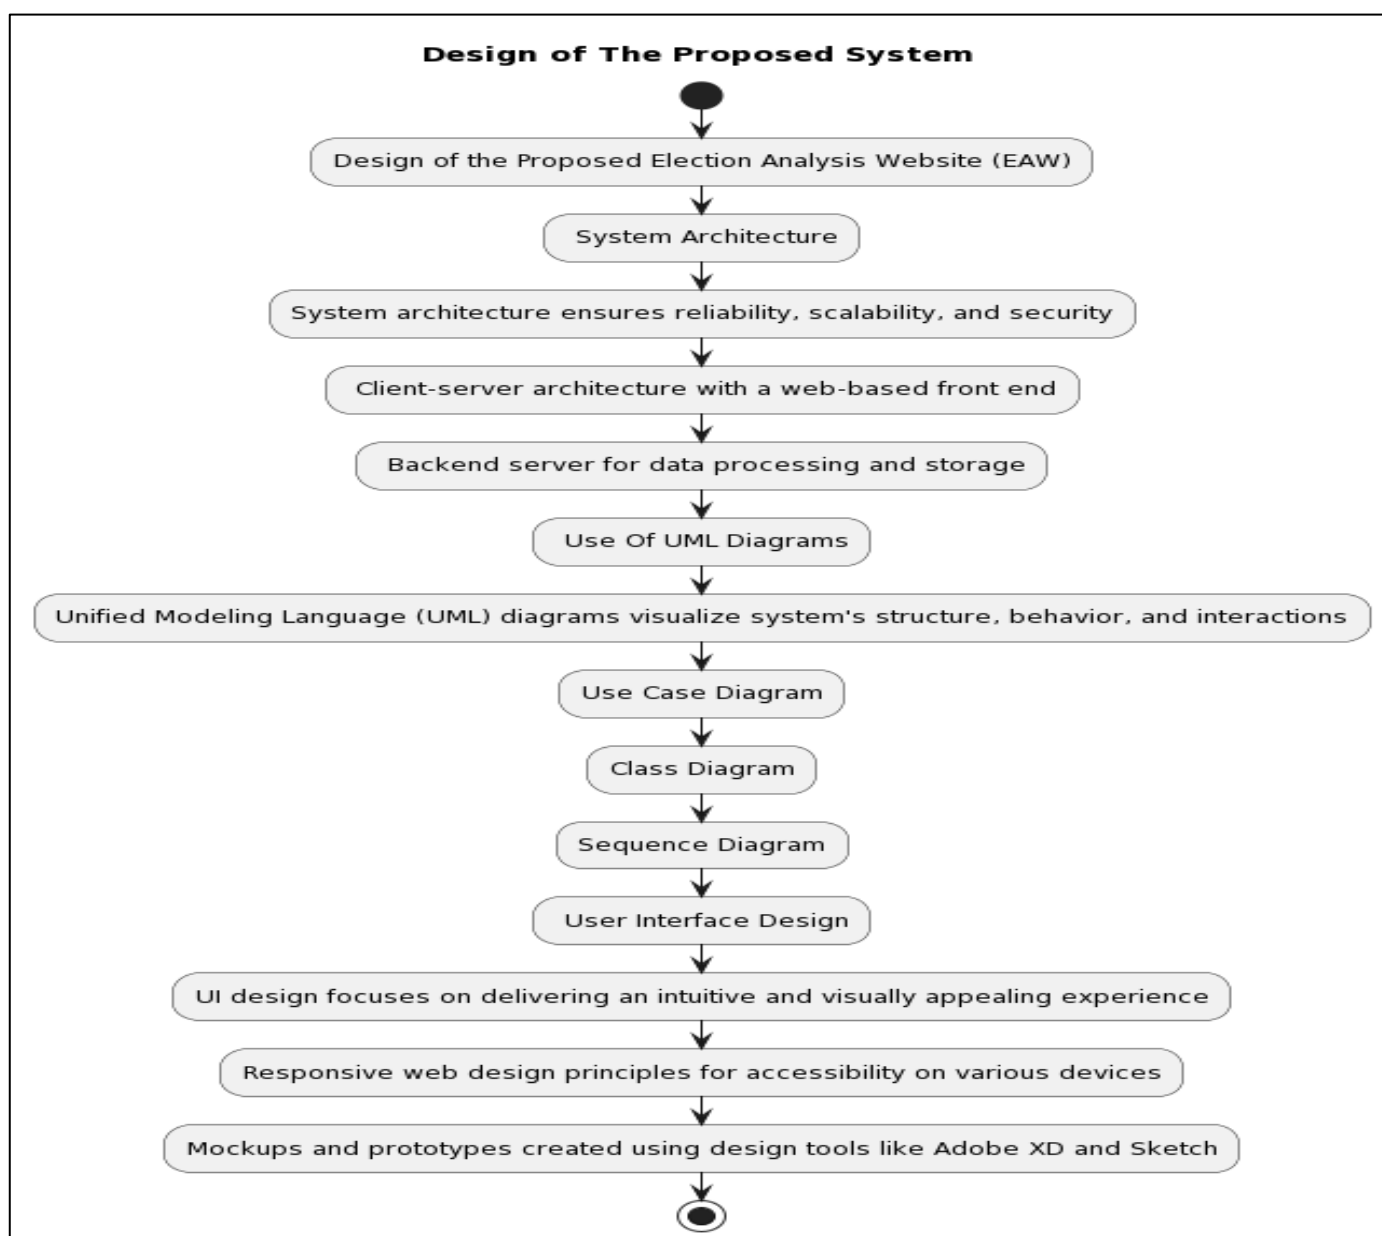 Design of The Proposed System
Design of the Proposed Election Analysis Website (EAW)
System Architecture
System architecture ensures reliability, scalability, and security
Client-server architecture with a web-based front end
Backend server for data processing and storage
Use Of UML Diagrams
Unified Modeling Language (UML) diagrams visualize system's structure, behavior, and interactions
Use Case Diagram
Class Diagram
Sequence Diagram
User Interface Design
UI design focuses on delivering an intuitive and visually appealing experience
Responsive web design principles for accessibility on various devices
Mockups and prototypes created using design tools like Adobe XD and Sketch